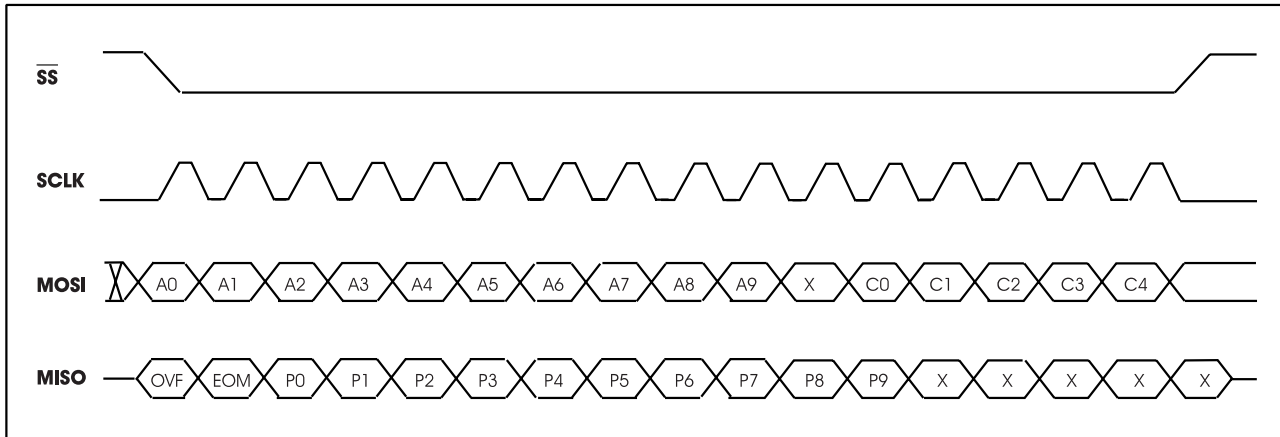 SS
SCLK
MOSI A0 A1 A2 A3 A4 A5 A6 A7 A8 A9 X C0 C1 C2 C3 C4
MISO OVF EOM P0 P1 P2 P3 P4 P5 P6 P7 P8 P9 X X X X X